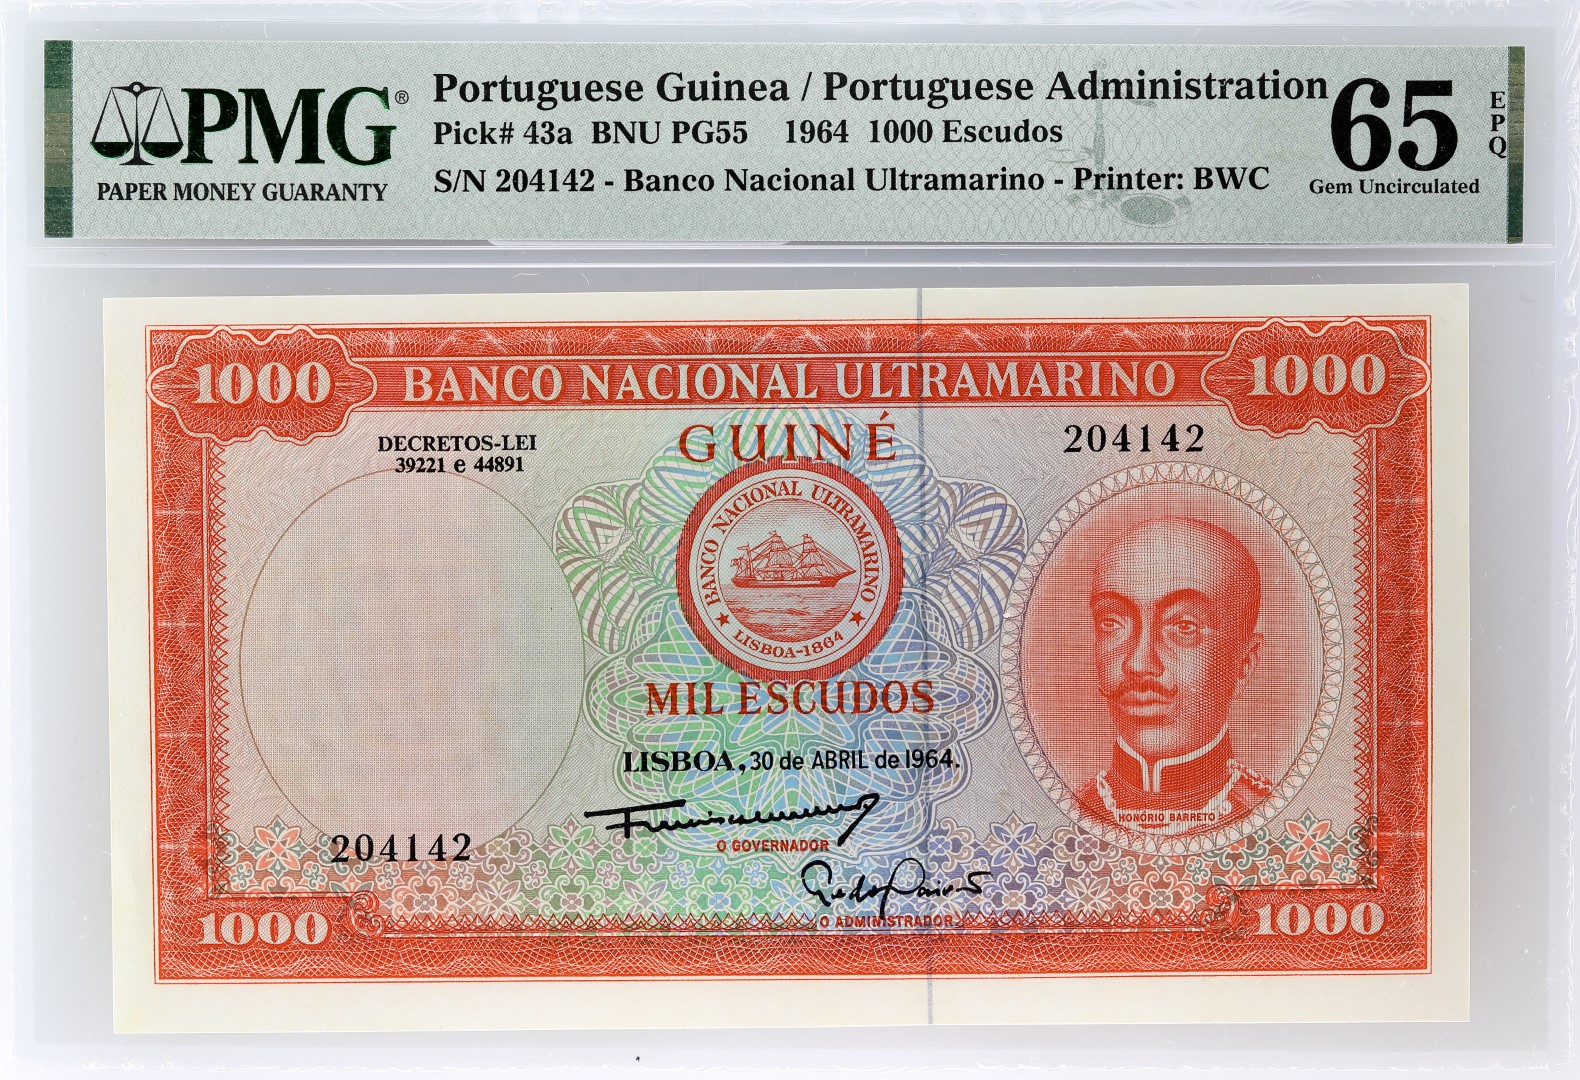 PMG®
PAPER MONEY GUARANTY
Portuguese Guinea / Portuguese Administration
Pick# 43a BNU PG55 1964 1000 Escudos
S/N 204142 - Banco Nacional Ultramarino - Printer: BWC
65
EPQ
Gem Uncirculated
1000 BANCO NACIONAL ULTRAMARINO 1000
DECRETOS-LEI
39221 e 44891
GUINÉ
204142
BANCO NACIONAL ULTRAMARINO
LISBOA-1864
MIL ESCUDOS
LISBOA, 30 de ABRIL de 1964.
HONÓRIO BARRETO
204142
O GOVERNADOR
O ADMINISTRADOR
1000
1000